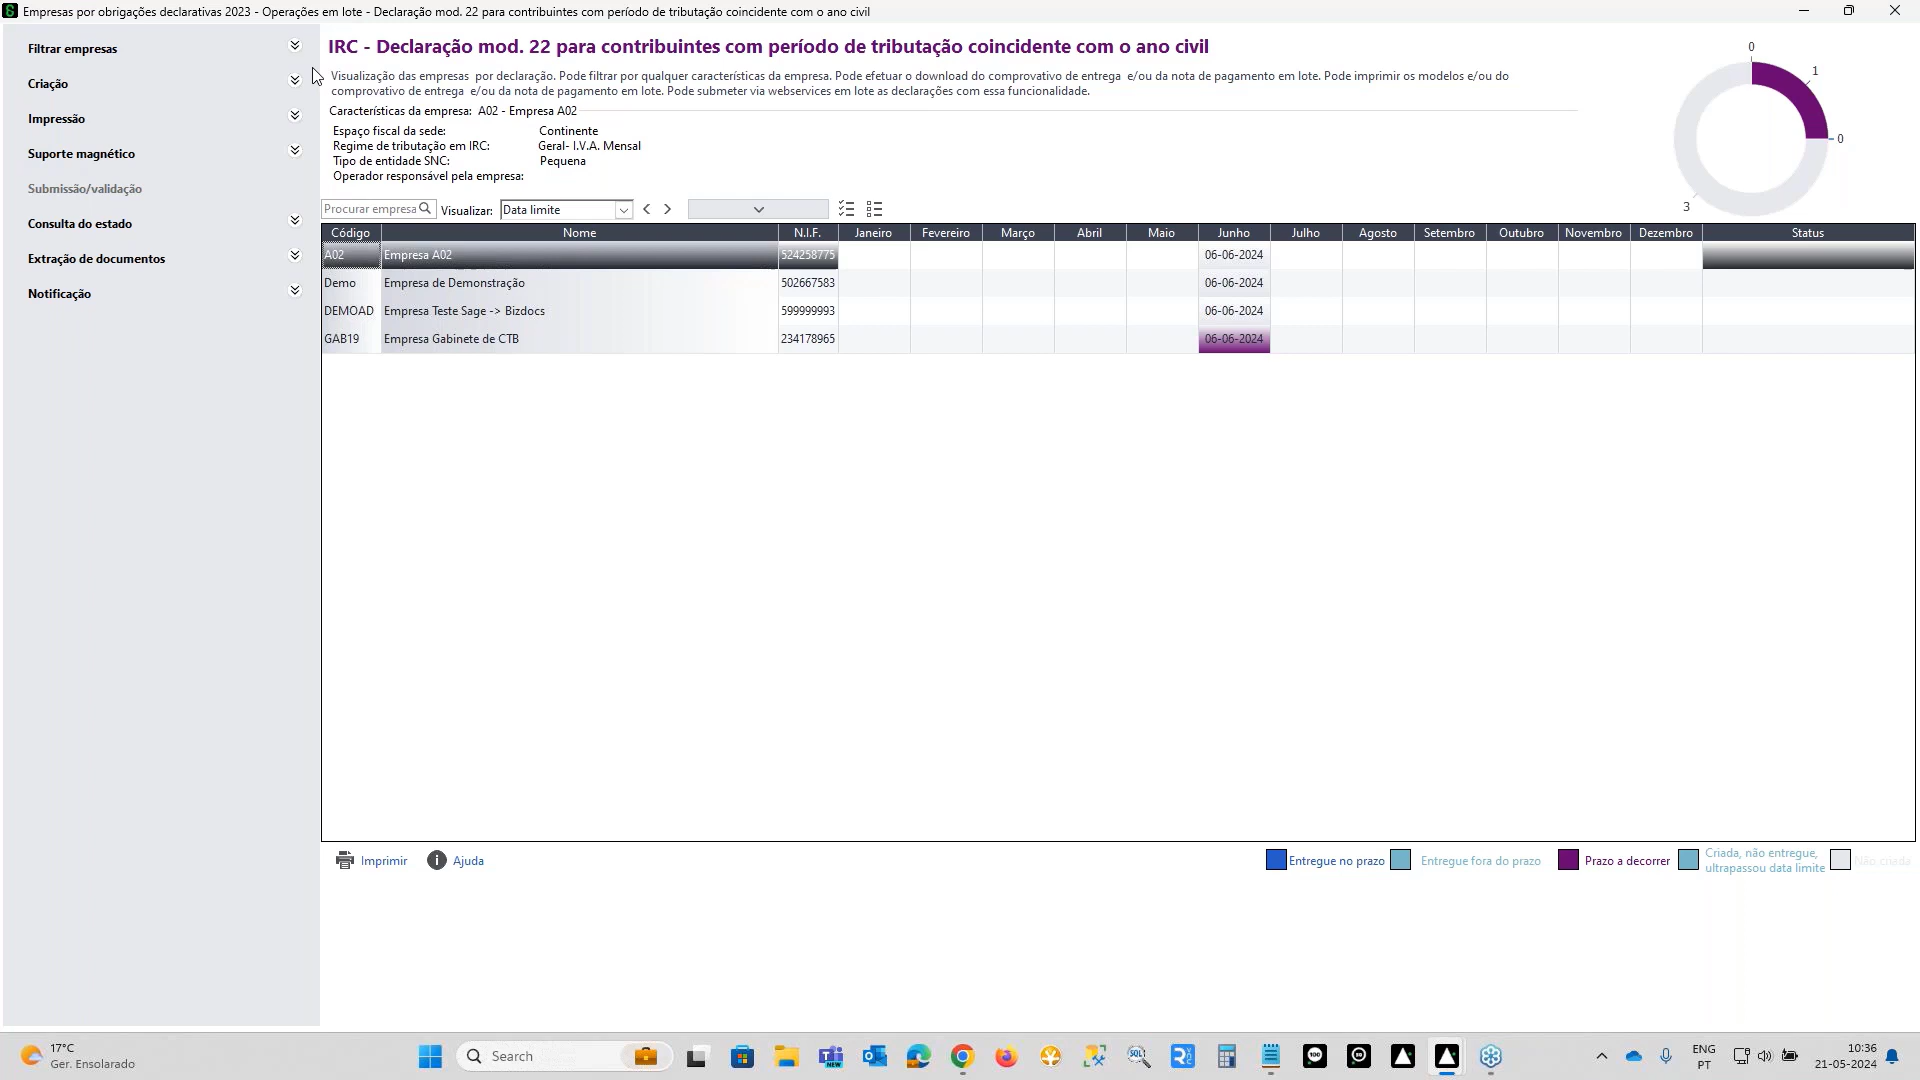 Empresas por obrigações declarativas 2023 - Operações em lote - Declaração mod. 22 para contribuintes com período de tributação coincidente com o ano civil
Filtrar empresas
Criação
Impressão
Suporte magnético
Submissão/validação
Consulta do estado
Extração de documentos
Notificação
IRC - Declaração mod. 22 para contribuintes com período de tributação coincidente com o ano civil
Visualização das empresas por declaração. Pode filtrar por qualquer características da empresa. Pode efetuar o download do comprovativo de entrega e/ou da nota de pagamento em lote. Pode imprimir os modelos e/ou do
comprovativo de entrega e/ou da nota de pagamento em lote. Pode submeter via webservices em lote as declarações com essa funcionalidade.
Características da empresa: A02 - Empresa A02
Espaço fiscal da sede: Continente
Regime de tributação em IRC: Geral- I.V.A. Mensal
Tipo de entidade SNC: Pequena
Operador responsável pela empresa:
0
1
0
3
Procurar empresa Visualizar: Data limite
Código Nome N.I.F. Janeiro Fevereiro Março Abril Maio Junho Julho Agosto Setembro Outubro Novembro Dezembro Status
A02 Empresa A02 524258775 06-06-2024
Demo Empresa de Demonstração 502667583 06-06-2024
DEMOAD Empresa Teste Sage -> Bizdocs 599999993 06-06-2024
GAB19 Empresa Gabinete de CTB 234178965 06-06-2024
Imprimir Ajuda Entregue no prazo Entregue fora do prazo Prazo a decorrer Criada, não entregue,
ultrapassou data limite Não criada
17°C
Ger. Ensolarado
Search
ENG
PT
10:36
21-05-2024